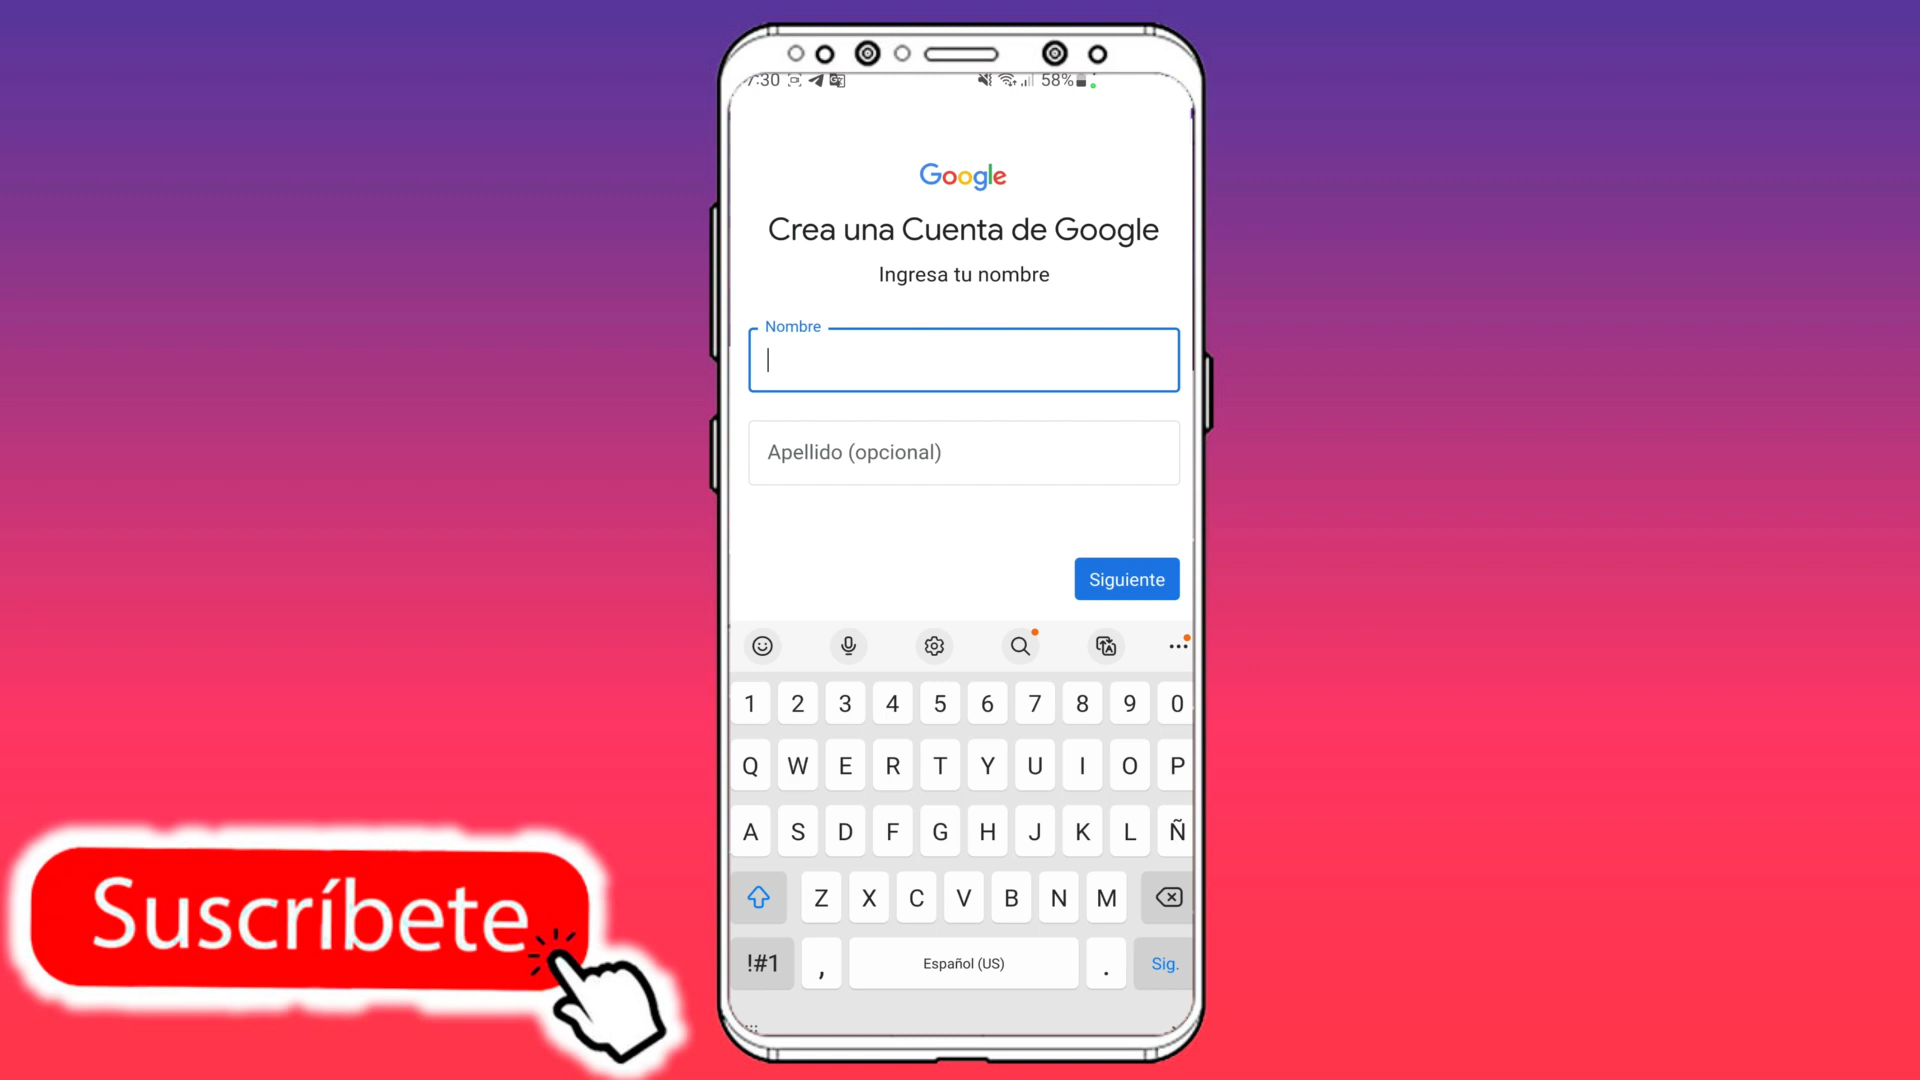 7:30 58%
Google
Crea una Cuenta de Google
Ingresa tu nombre
Nombre
Apellido (opcional)
Siguiente
1 2 3 4 5 6 7 8 9 0
Q W E R T Y U I O P
A S D F G H J K L Ñ
Z X C V B N M
!#1 , Español (US) . Sig.
Suscríbete